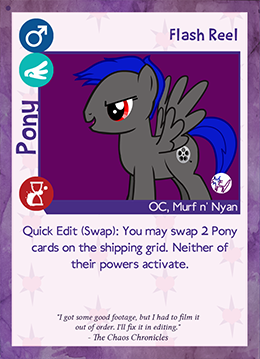 Flash Reel
Pony
OC, Murf n' Nyan
Quick Edit (Swap): You may swap 2 Pony
cards on the shipping grid. Neither of
their powers activate.
"I got some good footage, but I had to film it
out of order. I'll fix it in editing."
- The Chaos Chronicles